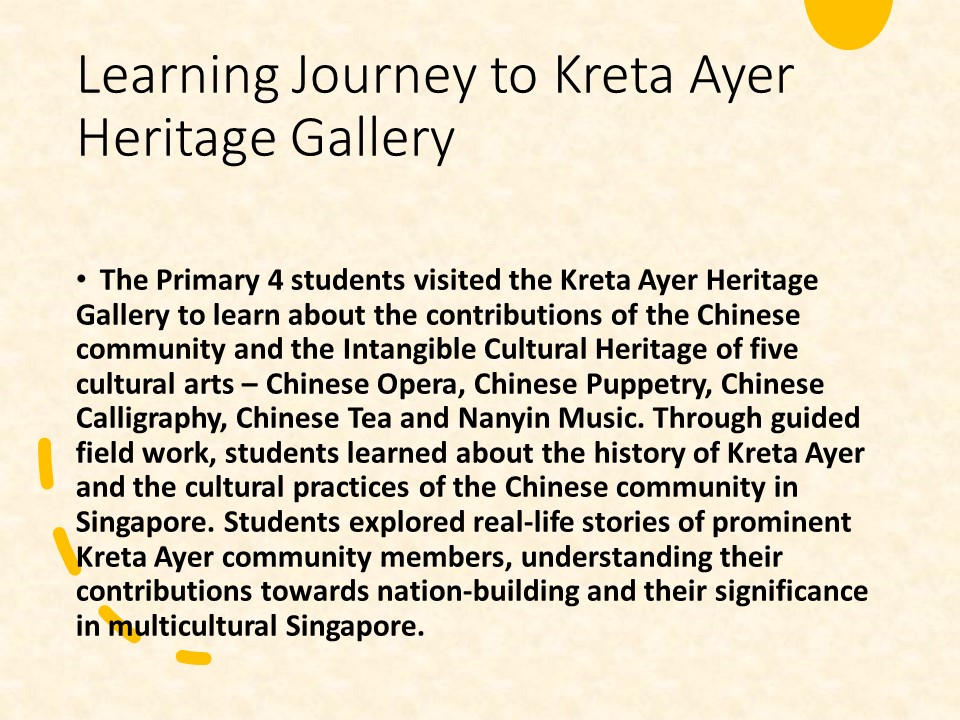 Learning Journey to Kreta Ayer
Heritage Gallery
• The Primary 4 students visited the Kreta Ayer Heritage
Gallery to learn about the contributions of the Chinese
community and the Intangible Cultural Heritage of five
cultural arts – Chinese Opera, Chinese Puppetry, Chinese
Calligraphy, Chinese Tea and Nanyin Music. Through guided
field work, students learned about the history of Kreta Ayer
and the cultural practices of the Chinese community in
Singapore. Students explored real-life stories of prominent
Kreta Ayer community members, understanding their
contributions towards nation-building and their significance
in multicultural Singapore.